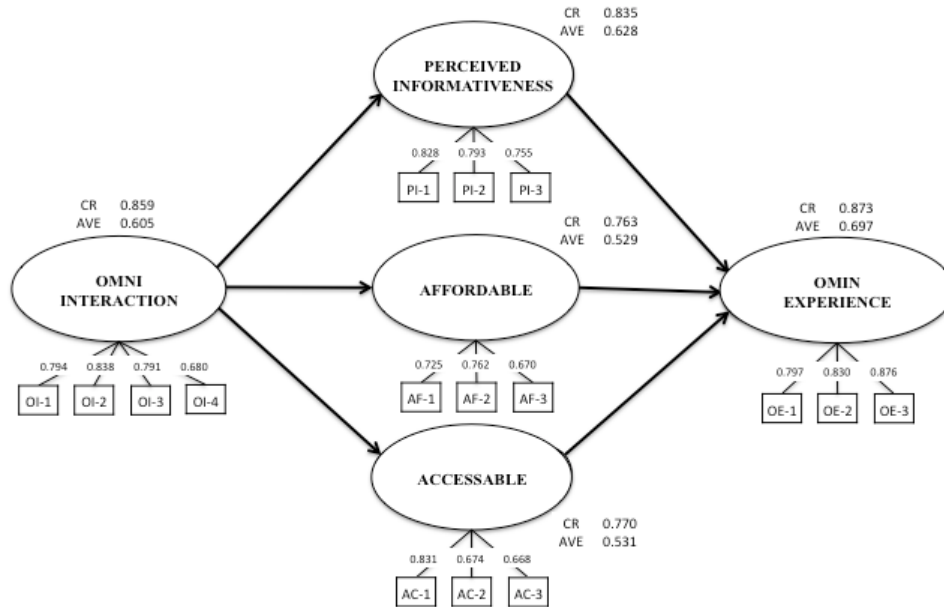 CR 0.835
AVE 0.628
PERCEIVED
INFORMATIVENESS
0.828 0.793 0.755
PI-1 PI-2 PI-3
CR 0.859
AVE 0.605
OMNI
INTERACTION
0.794 0.838 0.791 0.680
OI-1 OI-2 OI-3 OI-4
CR 0.763
AVE 0.529
AFFORDABLE
0.725 0.762 0.670
AF-1 AF-2 AF-3
CR 0.873
AVE 0.697
OMIN
EXPERIENCE
0.797 0.830 0.876
OE-1 OE-2 OE-3
ACCESSABLE
CR 0.770
AVE 0.531
0.831 0.674 0.668
AC-1 AC-2 AC-3